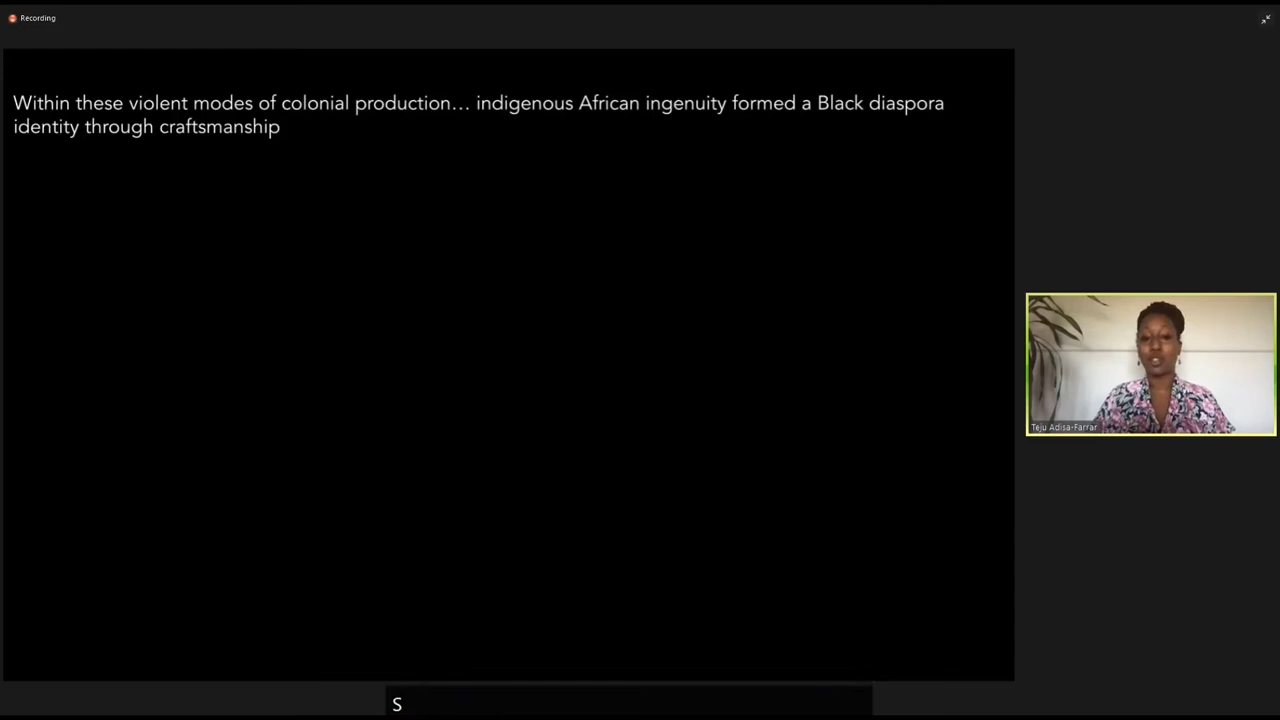 Recording
Within these violent modes of colonial production... indigenous African ingenuity formed a Black diaspora
identity through craftsmanship
Teju Adisa-Farrar
S